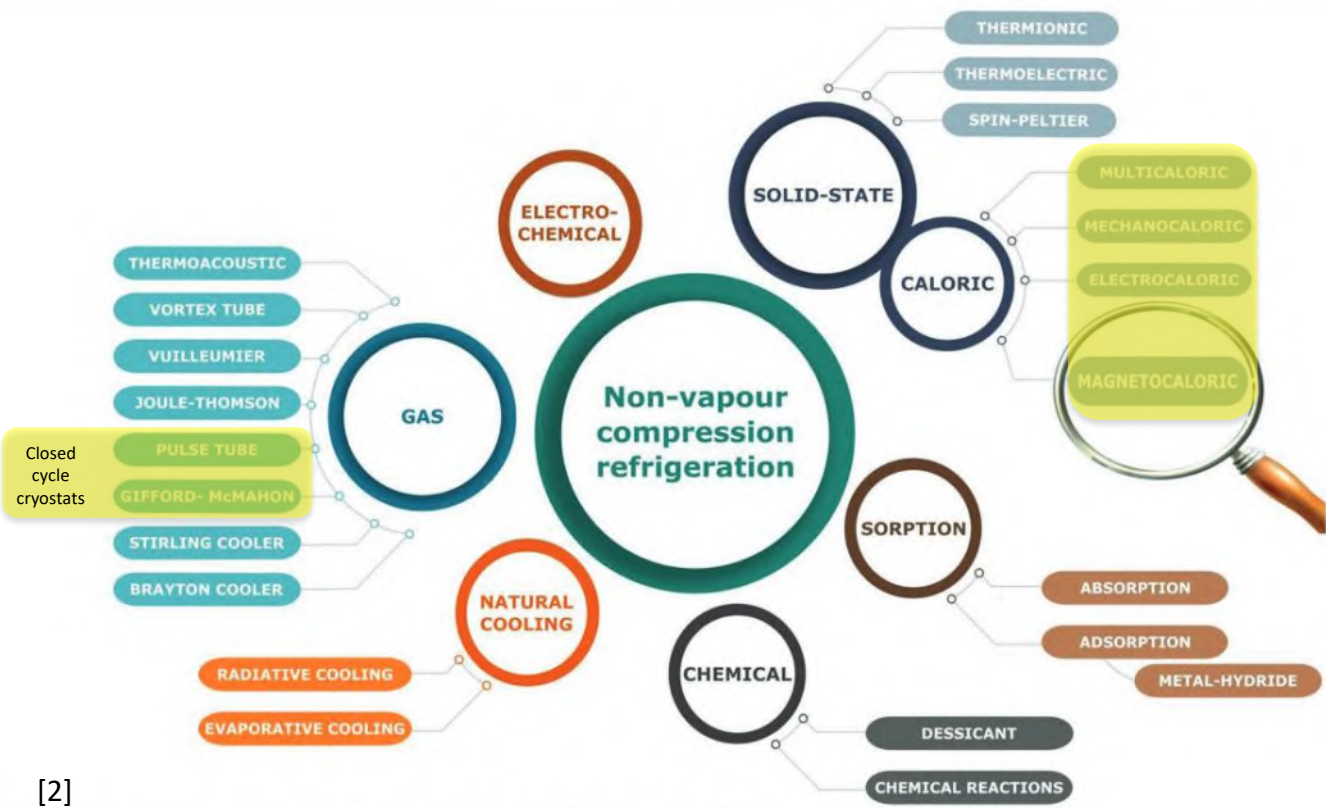 THERMIONIC
THERMOELECTRIC
SPIN-PELTIER
SOLID-STATE
MULTICALORIC
MECHANOCALORIC
ELECTROCALORIC
MAGNETOCALORIC
CALORIC
ELECTRO-
CHEMICAL
THERMOACOUSTIC
VORTEX TUBE
VUILLEUMIER
JOULE-THOMSON
PULSE TUBE
GIFFORD- McMAHON
STIRLING COOLER
BRAYTON COOLER
Closed
cycle
cryostats
GAS
Non-vapour
compression
refrigeration
SORPTION
ABSORPTION
ADSORPTION
METAL-HYDRIDE
NATURAL
COOLING
RADIATIVE COOLING
EVAPORATIVE COOLING
CHEMICAL
DESSICANT
CHEMICAL REACTIONS
[2]